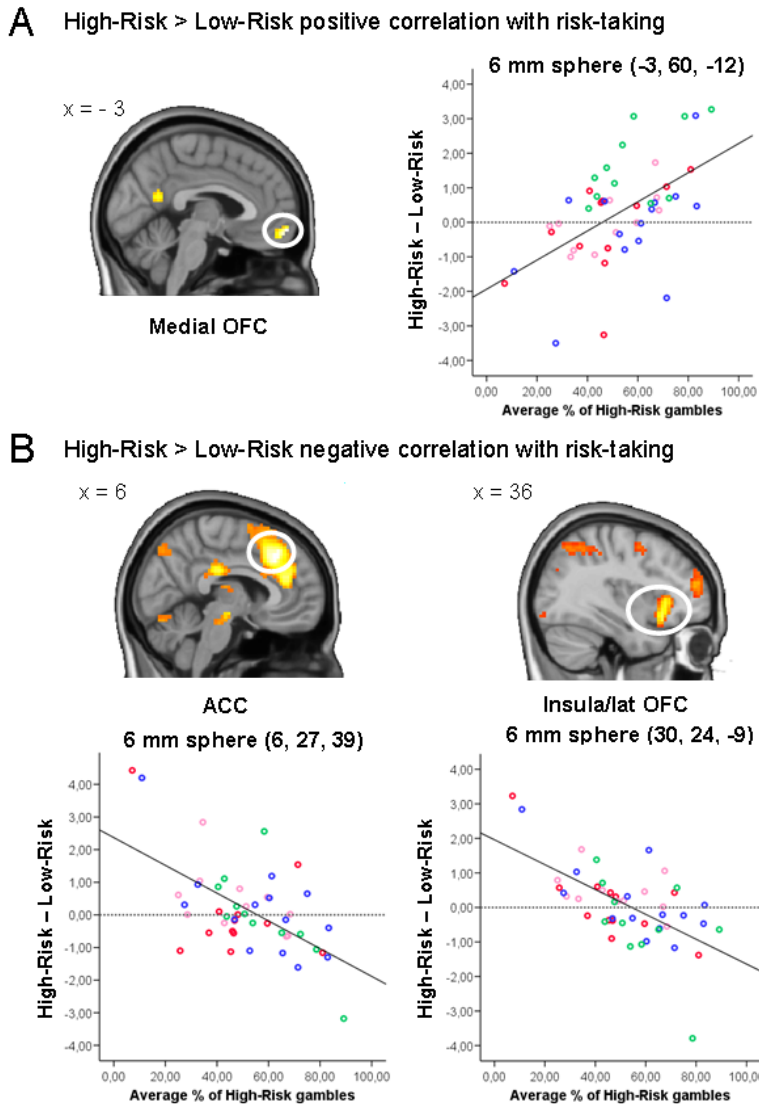 A High-Risk > Low-Risk positive correlation with risk-taking
x = - 3
Medial OFC
6 mm sphere (-3, 60, -12)
High-Risk – Low-Risk
4,00
3,00
2,00
1,00
0,00
-1,00
-2,00
-3,00
-4,00
0,00 20,00 40,00 60,00 80,00 100,00
Average % of High-Risk gambles
B High-Risk > Low-Risk negative correlation with risk-taking
x = 6
x = 36
ACC
Insula/lat OFC
6 mm sphere (6, 27, 39)
High-Risk – Low-Risk
4,00
3,00
2,00
1,00
0,00
-1,00
-2,00
-3,00
-4,00
0,00 20,00 40,00 60,00 80,00 100,00
Average % of High-Risk gambles
6 mm sphere (30, 24, -9)
High-Risk – Low-Risk
4,00
3,00
2,00
1,00
0,00
-1,00
-2,00
-3,00
-4,00
0,00 20,00 40,00 60,00 80,00 100,00
Average % of High-Risk gambles